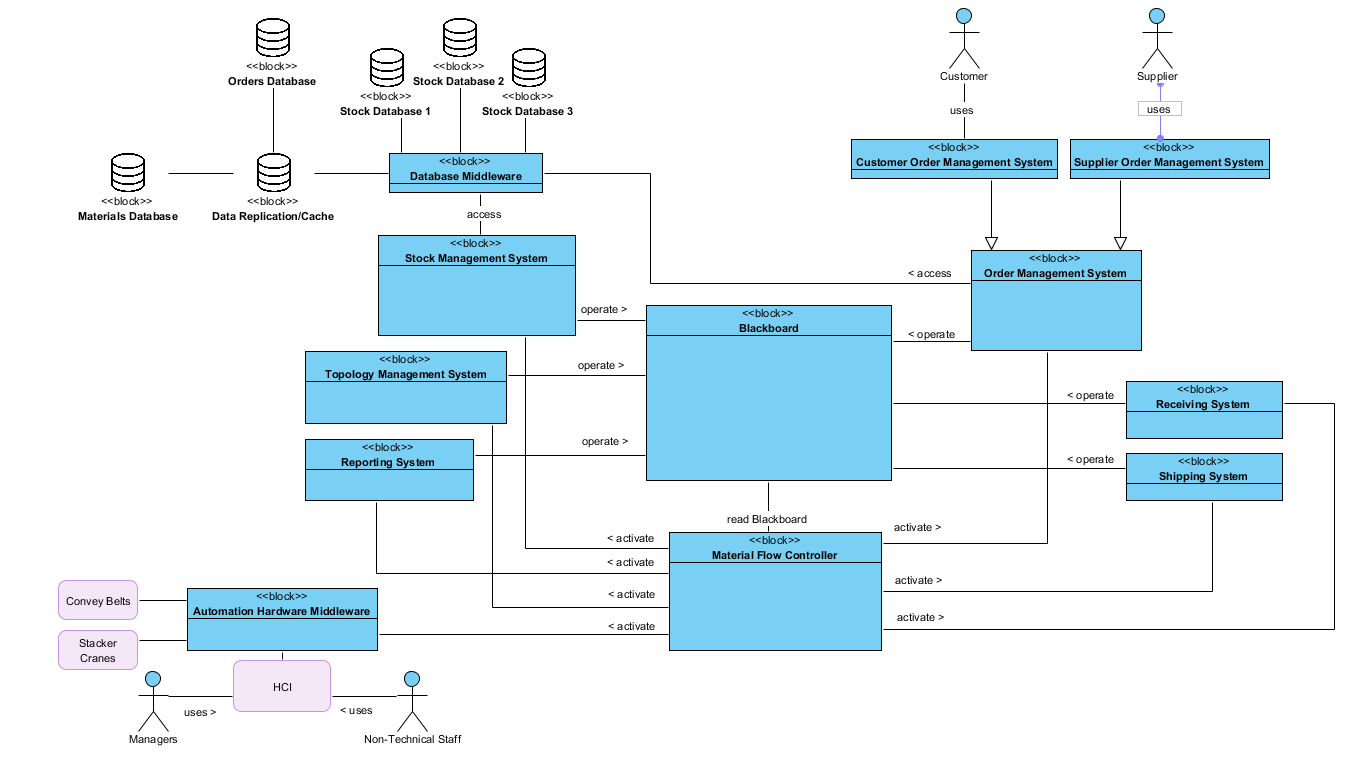 <<block>>
Orders Database
<<block>>
Stock Database 1
<<block>>
Stock Database 2
<<block>>
Stock Database 3
Customer
Supplier
uses
uses
<<block>>
Materials Database
<<block>>
Data Replication/Cache
<<block>>
Database Middleware
<<block>>
Customer Order Management System
<<block>>
Supplier Order Management System
access
<<block>>
Stock Management System
<<block>>
Order Management System
< access
operate >
<<block>>
Blackboard
< operate
<<block>>
Topology Management System
operate >
<<block>>
Receiving System
< operate
<<block>>
Reporting System
operate >
<<block>>
Shipping System
< operate
read Blackboard
<<block>>
Material Flow Controller
< activate
< activate
< activate
< activate
activate >
activate >
activate >
Convey Belts
Stacker
Cranes
<<block>>
Automation Hardware Middleware
HCI
uses >
< uses
Managers
Non-Technical Staff